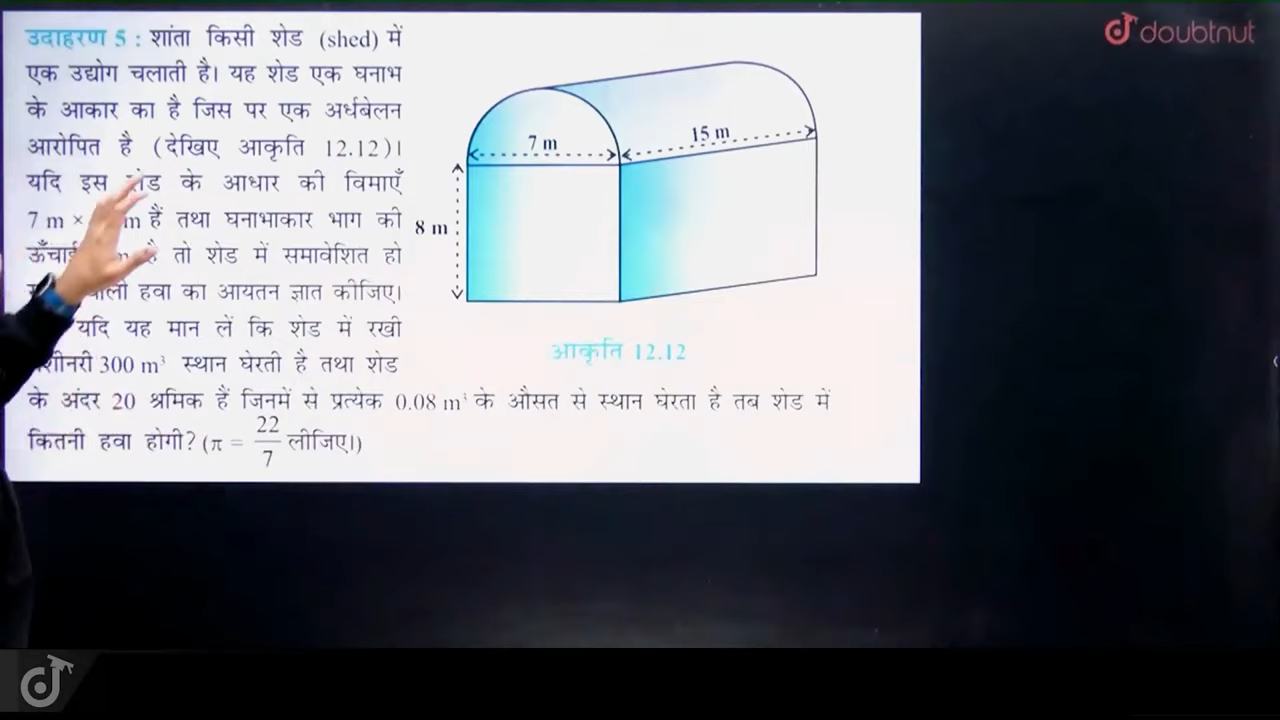 उदाहरण 5 : शांता किसी शेड (shed) में
एक उद्योग चलाती है। यह शेड एक घनाभ
के आकार का है जिस पर एक अर्धबेलन
आरोपित है (देखिए आकृति 12.12)।
यदि इस के आधार की विमाएँ
7 m × m हैं तथा घनाभाकार भाग की
है तो शेड में समावेशित हो
हवा का आयतन ज्ञात कीजिए।
यदि यह मान लें कि शेड में रखी
300 m³ स्थान घेरती है तथा शेड
के अंदर 20 श्रमिक हैं जिनमें से प्रत्येक 0.08 m³ के औसत से स्थान घेरता है तब शेड में
कितनी हवा होगी? (π = 22/7 लीजिए।)
7 m
15 m
8 m
आकृति 12.12
doubtnut